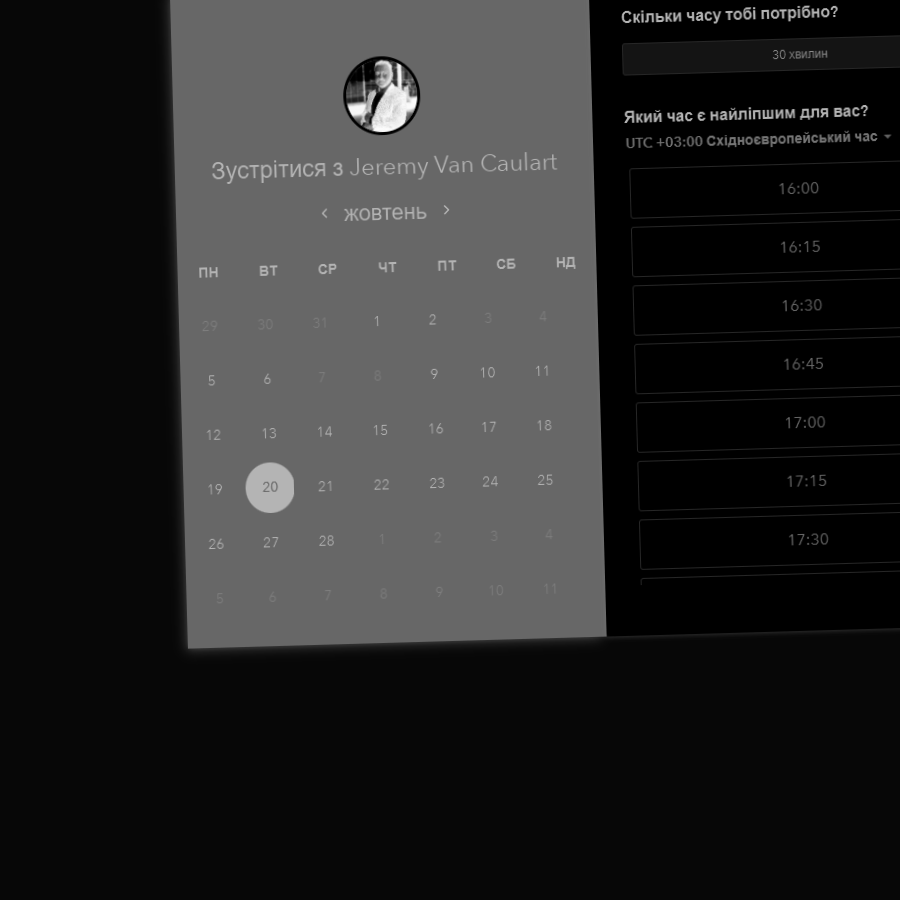 Зустрітися з Jeremy Van Caulart
‹ жовтень ›
ПН ВТ СР ЧТ ПТ СБ НД
29 30 31 1 2 3 4
5 6 7 8 9 10 11
12 13 14 15 16 17 18
19 20 21 22 23 24 25
26 27 28 1 2 3 4
5 6 7 8 9 10 11
Скільки часу тобі потрібно?
30 хвилин
Який час є найліпшим для вас?
UTC +03:00 Східноєвропейський час
16:00
16:15
16:30
16:45
17:00
17:15
17:30